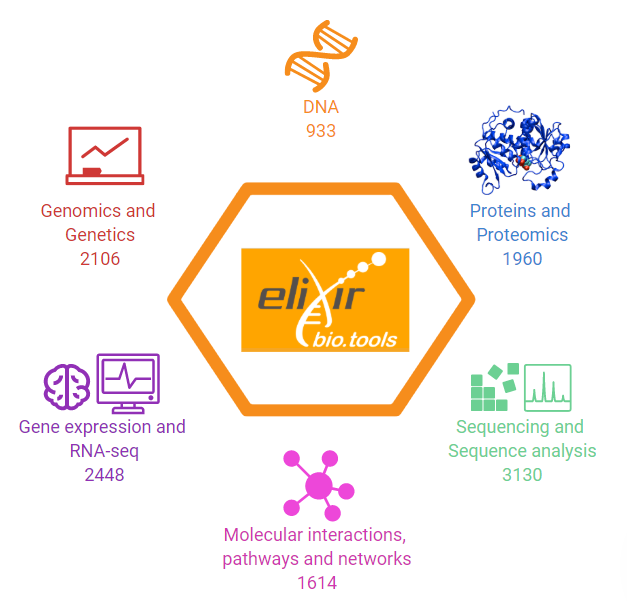 DNA
933
Genomics and
Genetics
2106
Proteins and
Proteomics
1960
elixir
bio.tools
Gene expression and
RNA-seq
2448
Sequencing and
Sequence analysis
3130
Molecular interactions,
pathways and networks
1614